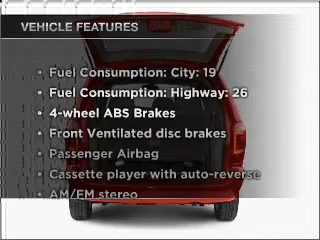 VEHICLE FEATURES
• Fuel Consumption: City: 19
• Fuel Consumption: Highway: 26
• 4-wheel ABS Brakes
• Front Ventilated disc brakes
• Passenger Airbag
• Cassette player with auto-reverse
• AM/FM stereo